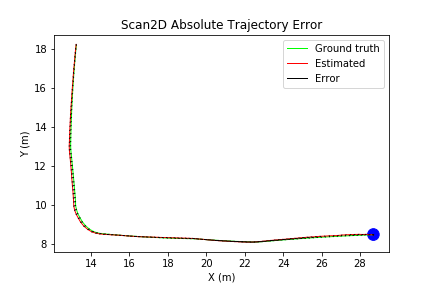 Scan2D Absolute Trajectory Error
Ground truth
Estimated
Error
Y (m)
18
16
14
12
10
8
14 16 18 20 22 24 26 28
X (m)